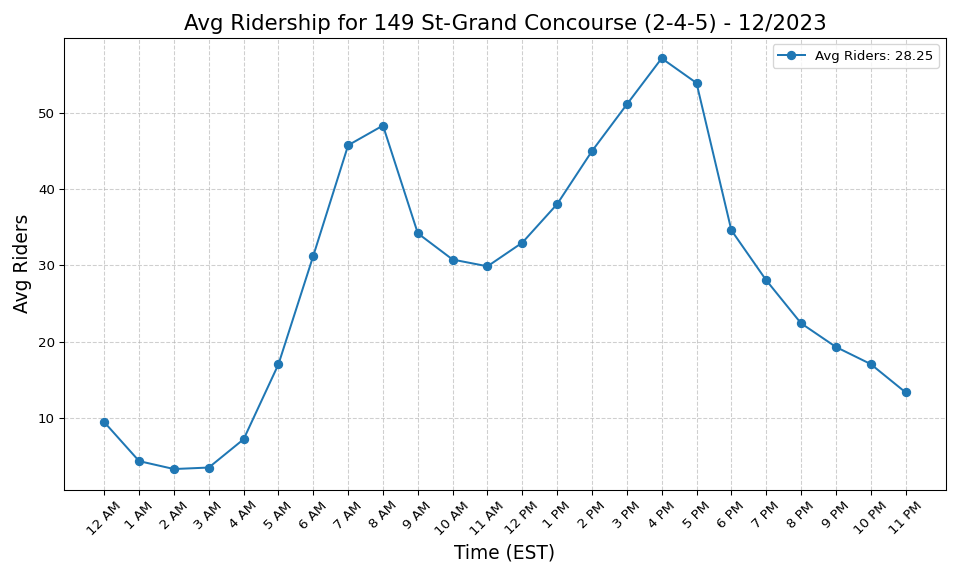 Avg Ridership for 149 St-Grand Concourse (2-4-5) - 12/2023
Avg Riders: 28.25
Avg Riders
50
40
30
20
10
12 AM
1 AM
2 AM
3 AM
4 AM
5 AM
6 AM
7 AM
8 AM
9 AM
10 AM
11 AM
12 PM
1 PM
2 PM
3 PM
4 PM
5 PM
6 PM
7 PM
8 PM
9 PM
10 PM
11 PM
Time (EST)